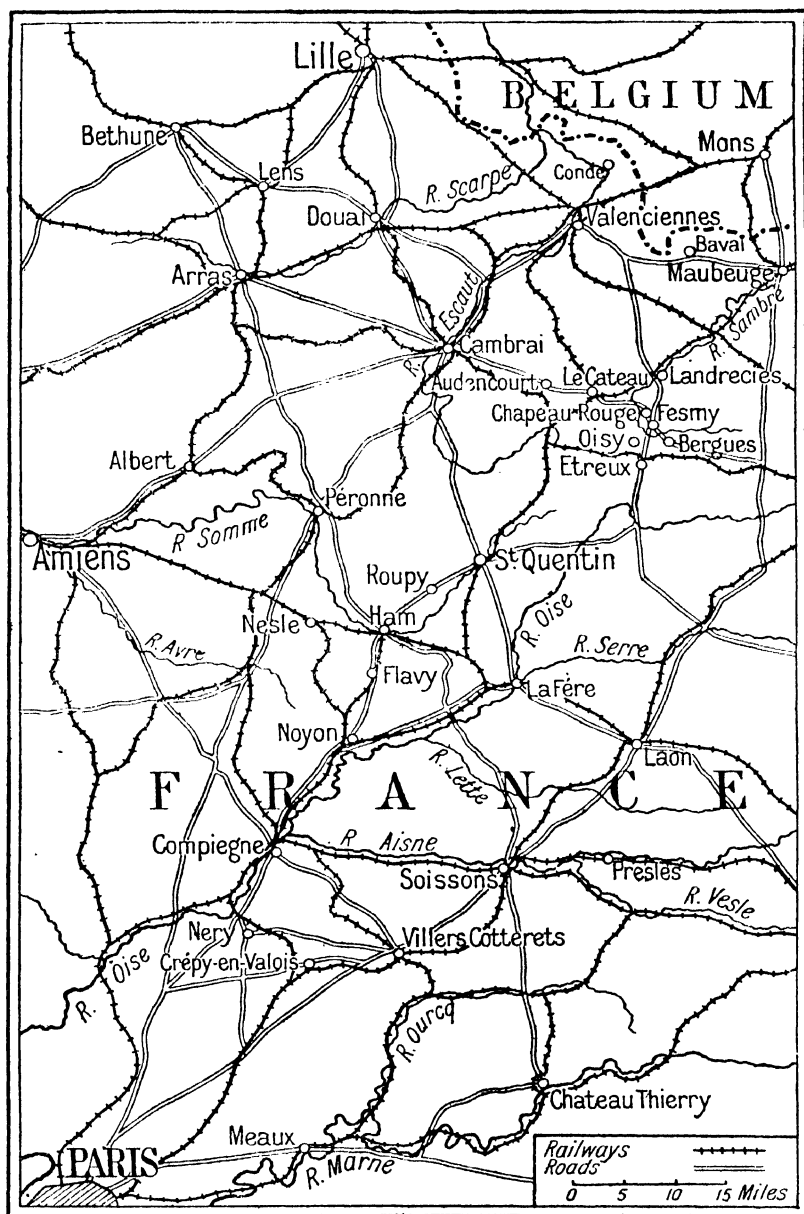 Lille
BELGIUM
Bethune
Mons
Lens
Condé
R. Scarpe
Douai
Valenciennes
Baval
Maubeuge
Arras
R. Escaut
R. Sambre
Cambrai
Audencourt
Le Cateau
Landrecies
Chapeau Rouge
Fesmy
Oisy
Bergues
Albert
Etreux
Péronne
R Somme
Amiens
St Quentin
Roupy
R. Oise
Nesle
Ham
R. Avre
R. Serre
Flavy
La Fére
Noyon
Laon
R. Lette
FRANCE
Compiegne
R Aisne
Soissons
Presles
R. Vesle
Nery
Villers Cotterets
R. Oise
Crépy-en-Valois
R. Ourcq
Chateau Thierry
Meaux
R. Marne
PARIS
Railways
Roads
0 5 10 15 Miles